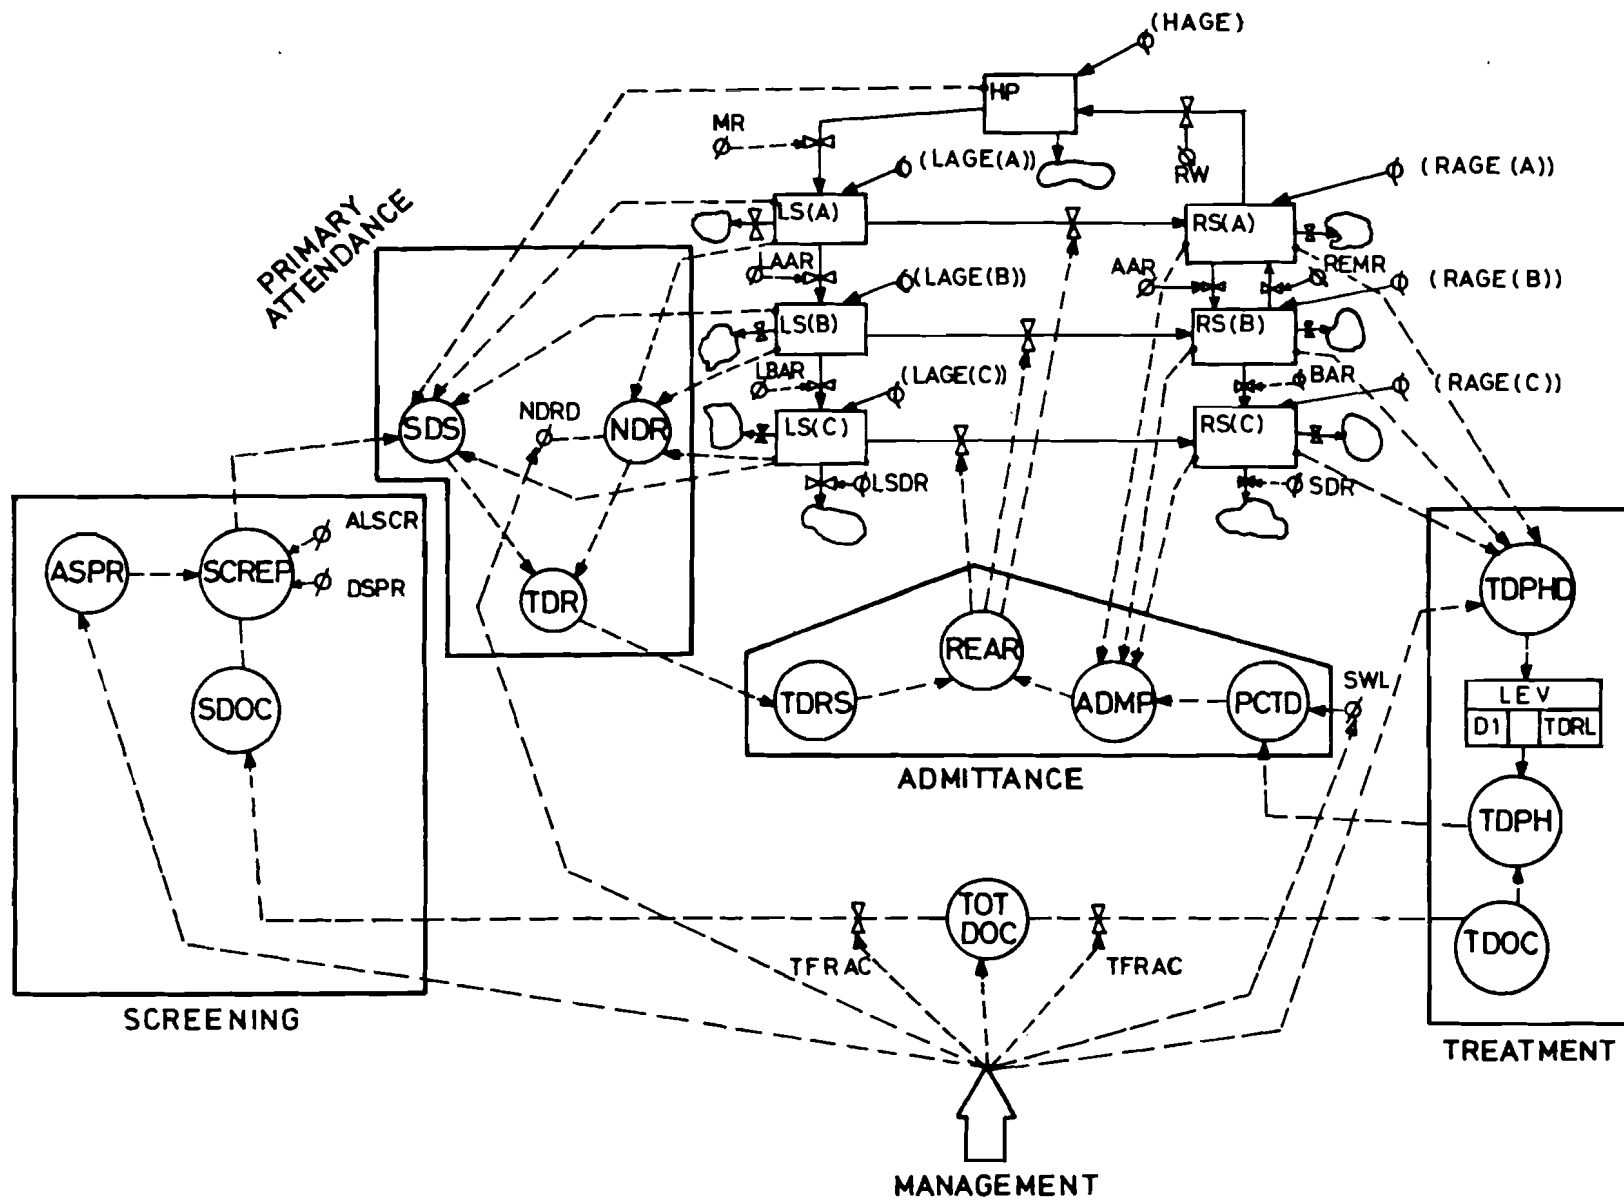 (HAGE)
HP
MR
(LAGE(A))
RW
(RAGE(A))
PRIMARY
ATTENDANCE
LS(A)
RS(A)
LAAR
AAR
REMR
(LAGE(B))
(RAGE(B))
LS(B)
RS(B)
LBAR
(LAGE(C))
BAR
(RAGE(C))
SDS
NDRD
NDR
LS(C)
RS(C)
LSDR
SDR
ALSCR
ASPR
SCREP
DSPR
TDR
TDPHD
REAR
TDRS
ADMP
PCTD
SWL
SDOC
LEV
D1
TDRL
ADMITTANCE
TDPH
TOT
DOC
TDOC
TFRAC
TFRAC
SCREENING
TREATMENT
MANAGEMENT